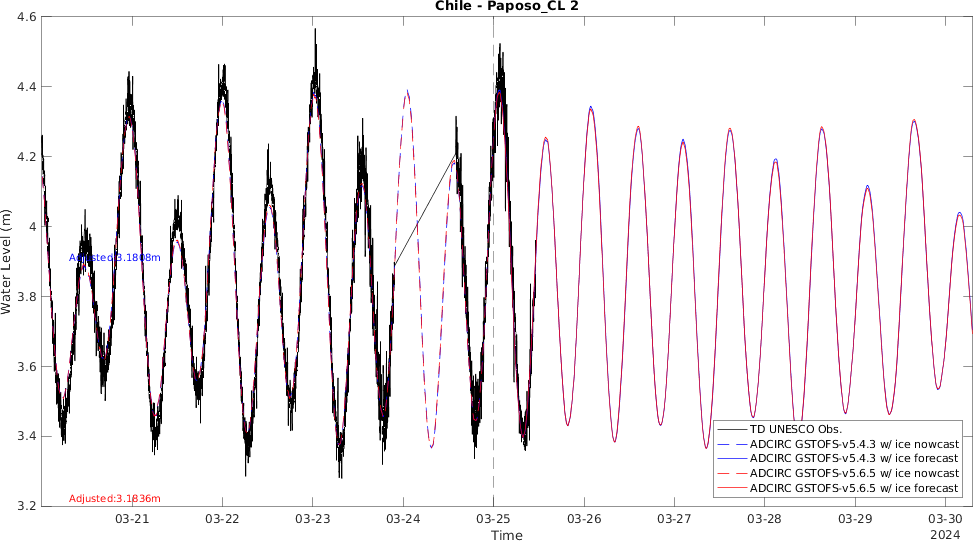 Chile - Paposo_CL 2
Water Level (m)
4.6
4.4
4.2
4
3.8
3.6
3.4
3.2
Adjusted:3.1808m
Adjusted:3.1836m
TD UNESCO Obs.
ADCIRC GSTOFS-v5.4.3 w/ ice nowcast
ADCIRC GSTOFS-v5.4.3 w/ ice forecast
ADCIRC GSTOFS-v5.6.5 w/ ice nowcast
ADCIRC GSTOFS-v5.6.5 w/ ice forecast
03-21 03-22 03-23 03-24 03-25 03-26 03-27 03-28 03-29 03-30
Time
2024